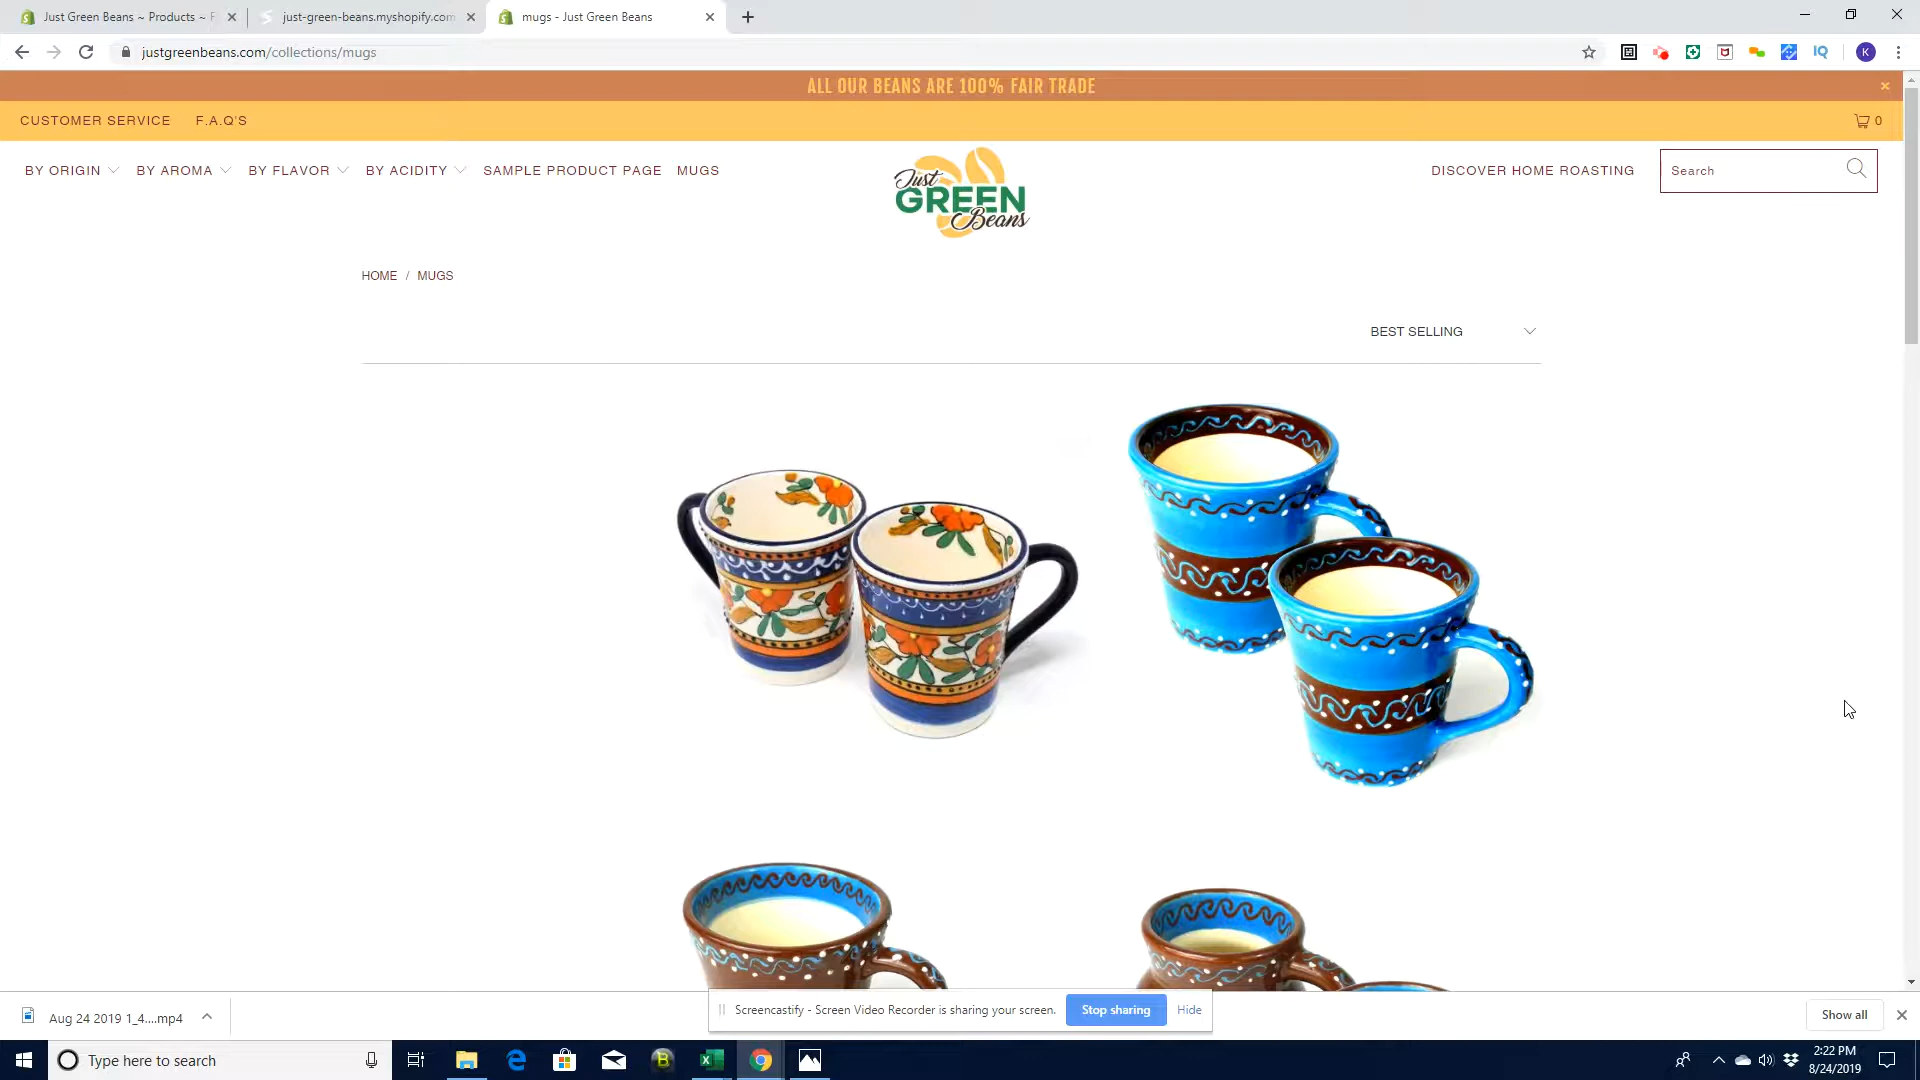 Just Green Beans ~ Products ~ F
just-green-beans.myshopify.com
mugs - Just Green Beans
justgreenbeans.com/collections/mugs
IQ
K
ALL OUR BEANS ARE 100% FAIR TRADE
CUSTOMER SERVICE
F.A.Q'S
0
BY ORIGIN
BY AROMA
BY FLAVOR
BY ACIDITY
SAMPLE PRODUCT PAGE
MUGS
Just
GREEN
Beans
DISCOVER HOME ROASTING
Search
HOME / MUGS
BEST SELLING
Aug 24 2019 1_4....mp4
Screencastify - Screen Video Recorder is sharing your screen.
Stop sharing
Hide
Show all
Type here to search
2:22 PM
8/24/2019